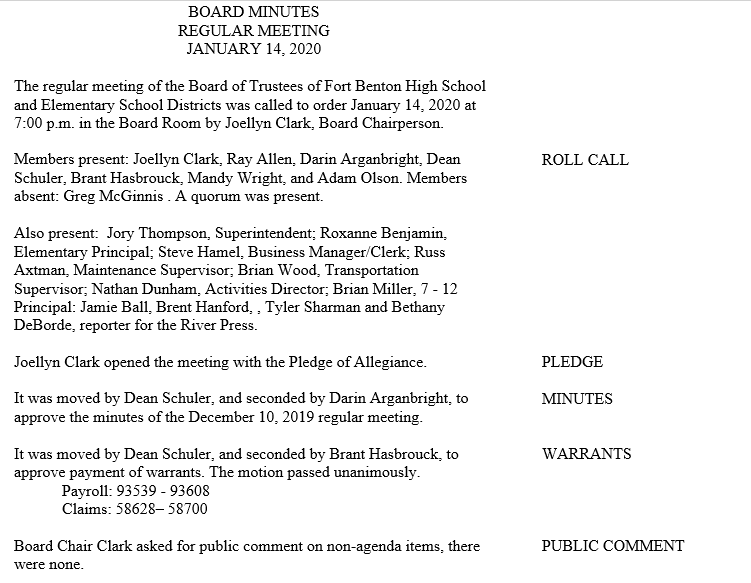 BOARD MINUTES
REGULAR MEETING
JANUARY 14, 2020
The regular meeting of the Board of Trustees of Fort Benton High School
and Elementary School Districts was called to order January 14, 2020 at
7:00 p.m. in the Board Room by Joellyn Clark, Board Chairperson.
Members present: Joellyn Clark, Ray Allen, Darin Arganbright, Dean
Schuler, Brant Hasbrouck, Mandy Wright, and Adam Olson. Members
absent: Greg McGinnis . A quorum was present.
ROLL CALL
Also present:  Jory Thompson, Superintendent; Roxanne Benjamin,
Elementary Principal; Steve Hamel, Business Manager/Clerk; Russ
Axtman, Maintenance Supervisor; Brian Wood, Transportation
Supervisor; Nathan Dunham, Activities Director; Brian Miller, 7 - 12
Principal: Jamie Ball, Brent Hanford, , Tyler Sharman and Bethany
DeBorde, reporter for the River Press.
Joellyn Clark opened the meeting with the Pledge of Allegiance.
PLEDGE
It was moved by Dean Schuler, and seconded by Darin Arganbright, to
approve the minutes of the December 10, 2019 regular meeting.
MINUTES
It was moved by Dean Schuler, and seconded by Brant Hasbrouck, to
approve payment of warrants. The motion passed unanimously.
Payroll: 93539 - 93608
Claims: 58628– 58700
WARRANTS
Board Chair Clark asked for public comment on non-agenda items, there
were none.
PUBLIC COMMENT